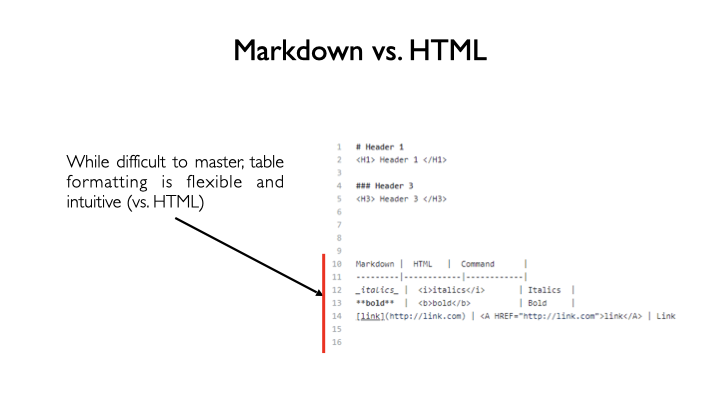 Markdown vs. HTML
While difficult to master, table
formatting is flexible and
intuitive (vs. HTML)
1 # Header 1
2 <H1> Header 1 </H1>
3
4 ### Header 3
5 <H3> Header 3 </H3>
6
7
8
9
10 Markdown | HTML | Command |
11 ---------|-----------|-----------|
12 _italics_ | <i>italics</i> | Italics |
13 **bold** | <b>bold</b> | Bold |
14 [link](http://link.com) | <A HREF="http://link.com">link</A> | Link
15
16